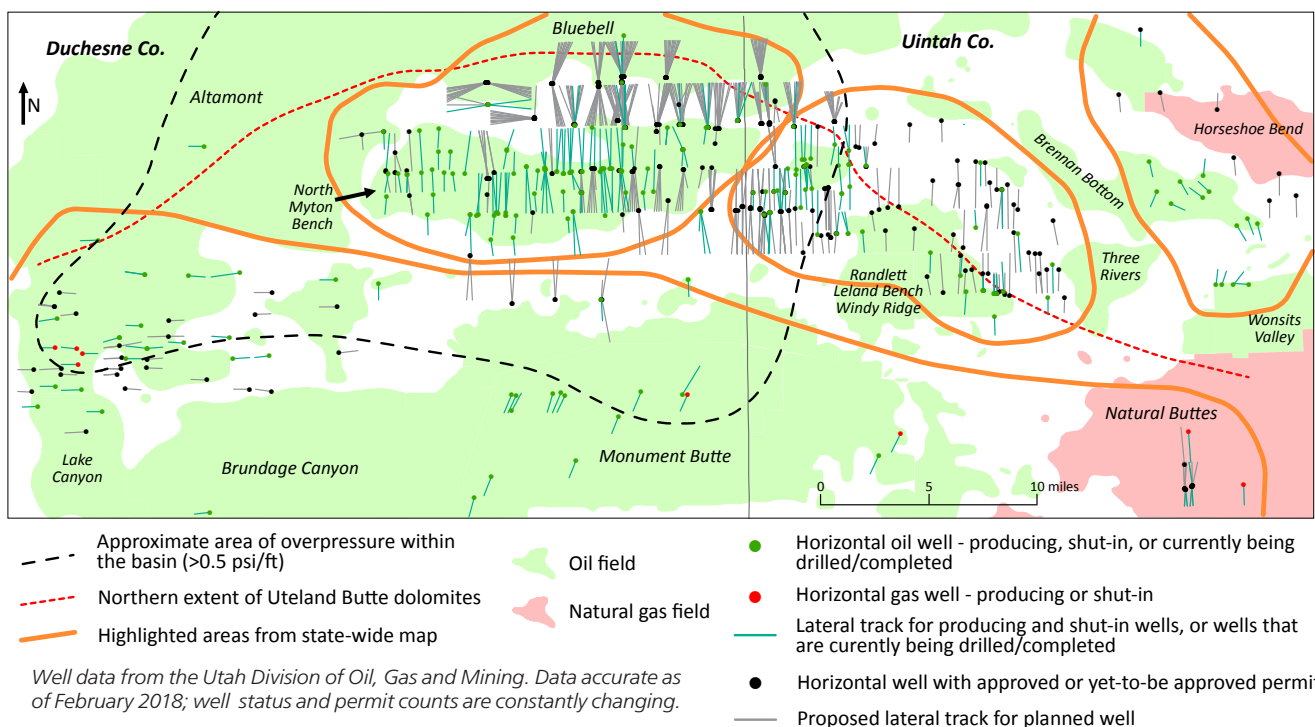 Duchesne Co.
Bluebell
Uintah Co.
N
Altamont
Horseshoe Bend
Brennan Bottom
North
Myton
Bench
Three
Rivers
Randlett
Leland Bench
Windy Ridge
Wonsits
Valley
Natural Buttes
Lake
Canyon
Brundage Canyon
Monument Butte
0 5 10 miles
Approximate area of overpressure within
the basin (>0.5 psi/ft)
Northern extent of Uteland Butte dolomites
Highlighted areas from state-wide map
Oil field
Natural gas field
Horizontal oil well - producing, shut-in, or currently being
drilled/completed
Horizontal gas well - producing or shut-in
Lateral track for producing and shut-in wells, or wells that
are curently being drilled/completed
Horizontal well with approved or yet-to-be approved permit
Proposed lateral track for planned well
Well data from the Utah Division of Oil, Gas and Mining. Data accurate as
of February 2018; well status and permit counts are constantly changing.